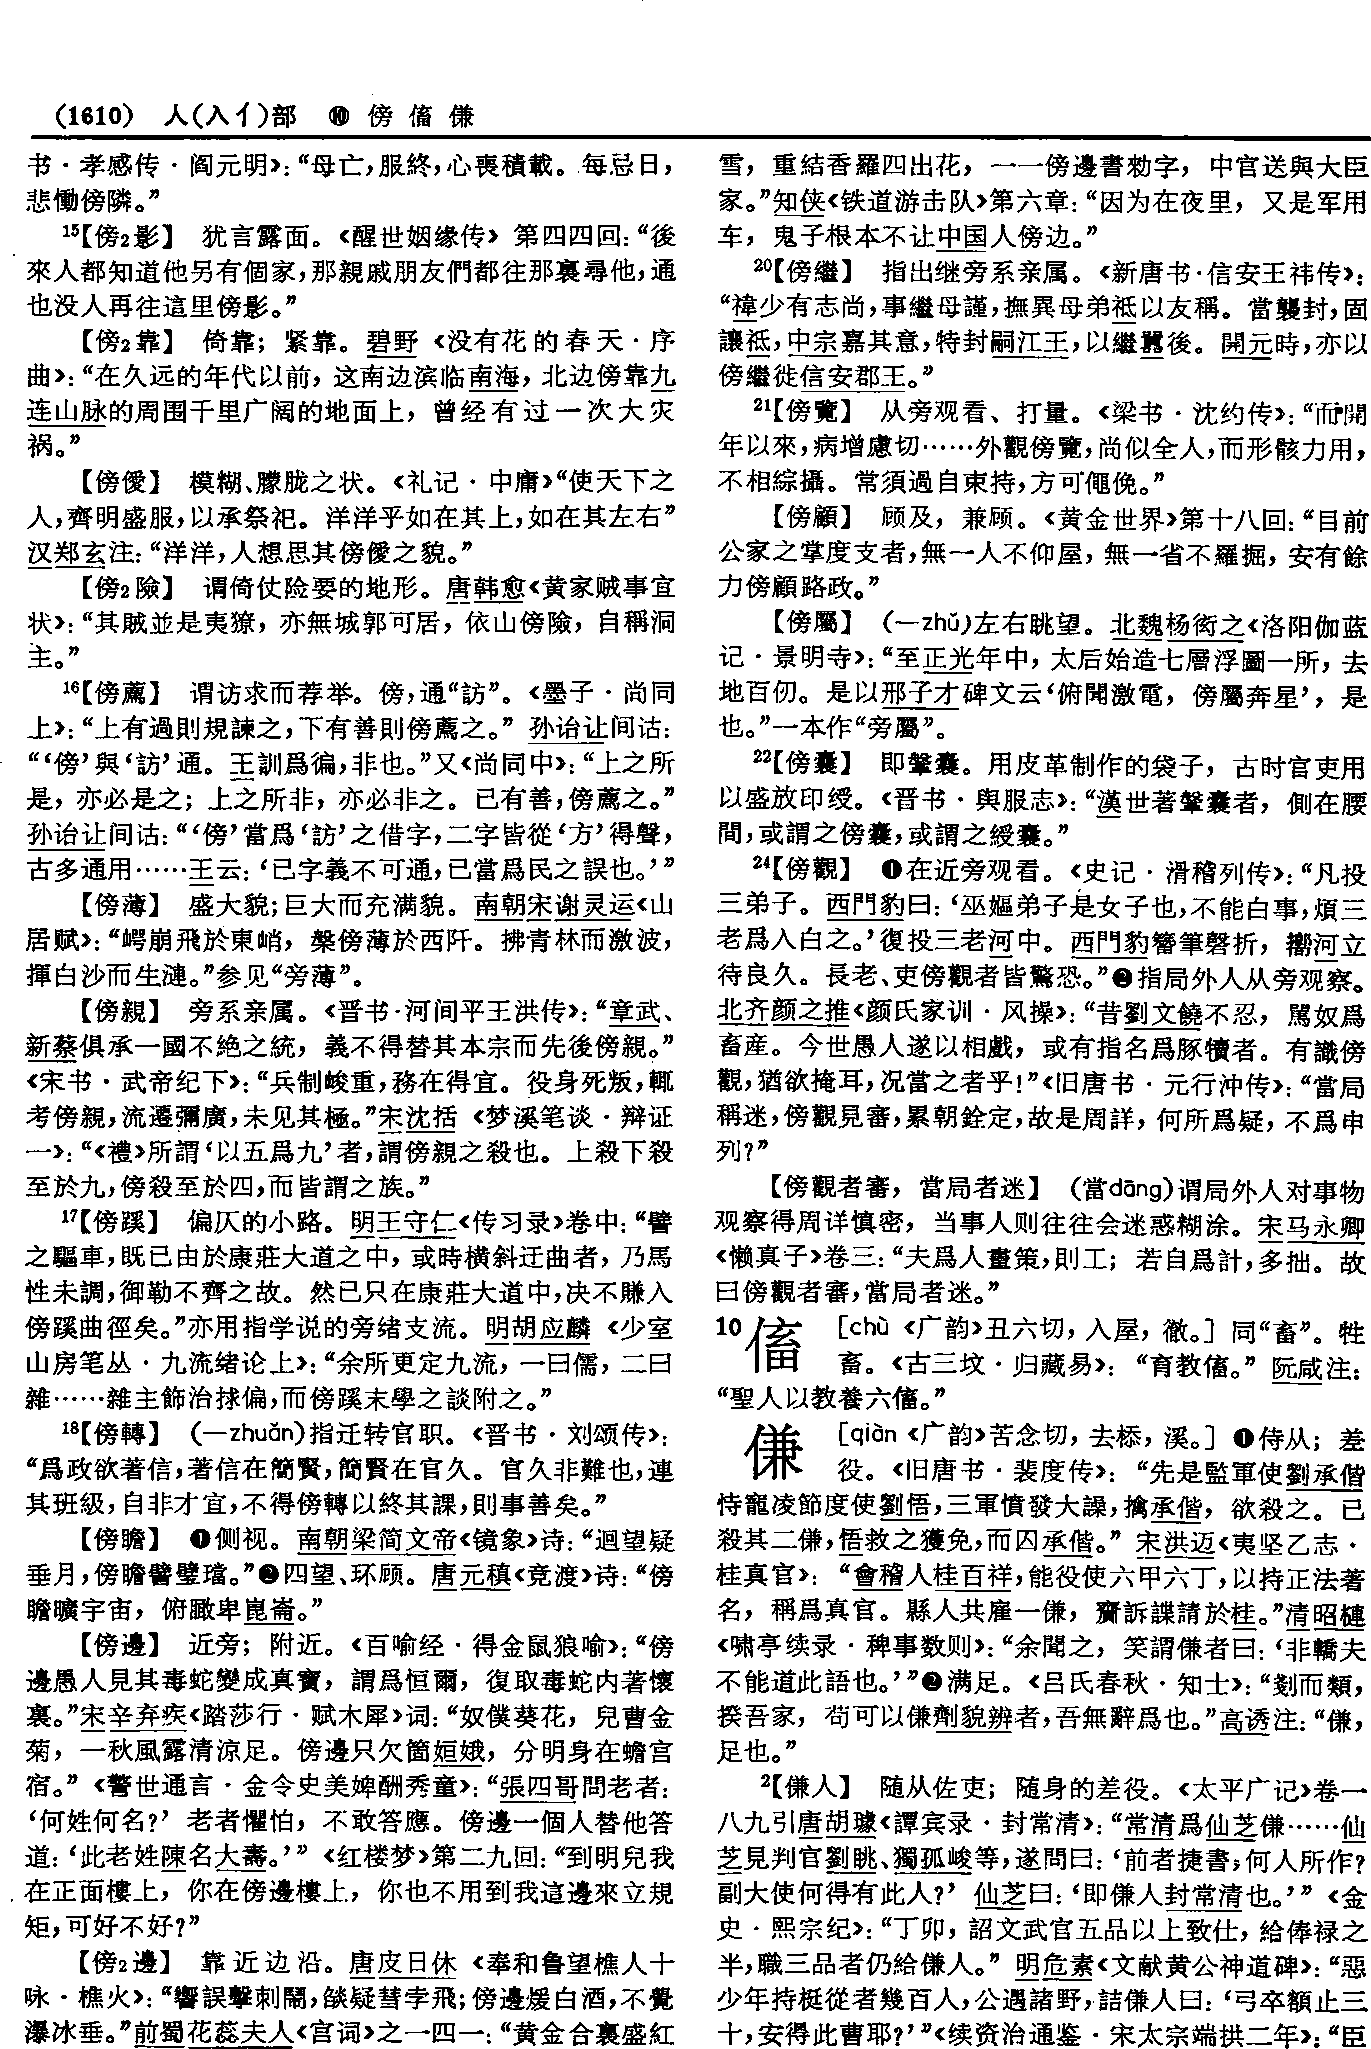 (1610) 人(入亻)部 ❿ 傍 傗 傔
书·孝感传·阎元明》：“母亡，服終，心喪積載。每忌日，
悲慟傍隣。”
15【傍2影】 犹言露面。《醒世姻缘传》第四四回：“後
來人都知道他另有個家，那親戚朋友們都往那裏尋他，通
也没人再往這里傍影。”
【傍2靠】 倚靠；紧靠。碧野《没有花的春天·序
曲》：“在久远的年代以前，这南边滨临南海，北边傍靠九
连山脉的周围千里广阔的地面上，曾经有过一次大灾
祸。”
【傍僾】 模糊、朦胧之状。《礼记·中庸》“使天下之
人，齊明盛服，以承祭祀。洋洋乎如在其上，如在其左右”
汉郑玄注：“洋洋，人想思其傍僾之貌。”
【傍2險】 谓倚仗险要的地形。唐韩愈《黄家贼事宜
状》：“其賊並是夷獠，亦無城郭可居，依山傍險，自稱洞
主。”
16【傍薦】 谓访求而荐举。傍，通“訪”。《墨子·尚同
上》：“上有過則規諫之，下有善則傍薦之。”孙诒让间诂：
“‘傍’與‘訪’通。王訓爲徧，非也。”又《尚同中》：“上之所
是，亦必是之；上之所非，亦必非之。已有善，傍薦之。”
孙诒让间诂：“‘傍’當爲‘訪’之借字，二字皆從‘方’得聲，
古多通用……王云：‘已字義不可通，已當爲民之誤也。’”
【傍薄】 盛大貌；巨大而充满貌。南朝宋谢灵运《山
居赋》：“崿崩飛於東峭，槃傍薄於西阡。拂青林而激波，
揮白沙而生漣。”参见“旁薄”。
【傍親】 旁系亲属。《晋书·河间平王洪传》：“章武、
新蔡俱承一國不絶之統，義不得替其本宗而先後傍親。”
《宋书·武帝纪下》：“兵制峻重，務在得宜。役身死叛，輒
考傍親，流遷彌廣，未见其極。”宋沈括《梦溪笔谈·辩证
一》：“《禮》所謂‘以五爲九’者，謂傍親之殺也。上殺下殺
至於九，傍殺至於四，而皆謂之族。”
17【傍蹊】 偏仄的小路。明王守仁《传习录》卷中：“譬
之驅車，既已由於康莊大道之中，或時横斜迂曲者，乃馬
性未調，御勒不齊之故。然已只在康莊大道中，决不賺入
傍蹊曲徑矣。”亦用指学说的旁绪支流。明胡应麟《少室
山房笔丛·九流绪论上》：“余所更定九流，一曰儒，二曰
雜……雜主飾治捄偏，而傍蹊末學之談附之。”
18【傍轉】 (一zhuǎn)指迁转官职。《晋书·刘颂传》：
“爲政欲著信，著信在簡賢，簡賢在官久。官久非難也，連
其班級，自非才宜，不得傍轉以終其課，則事善矣。”
【傍瞻】 ❶侧视。南朝梁简文帝《镜象》诗：“迴望疑
垂月，傍瞻譬璧璫。”❷四望、环顾。唐元稹《竞渡》诗：“傍
瞻曠宇宙，俯瞰卑崑崙。”
【傍邊】 近旁；附近。《百喻经·得金鼠狼喻》：“傍
邊愚人見其毒蛇變成真寶，謂爲恒爾，復取毒蛇内著懷
裏。”宋辛弃疾《踏莎行·赋木犀》词：“奴僕葵花，兒曹金
菊，一秋風露清涼足。傍邊只欠箇姮娥，分明身在蟾宫
宿。”《警世通言·金令史美婢酬秀童》：“張四哥問老者：
‘何姓何名?’老者懼怕，不敢答應。傍邊一個人替他答
道：‘此老姓陳名大壽。’”《红楼梦》第二九回：“到明兒我
在正面樓上，你在傍邊樓上，你也不用到我這邊來立規
矩，可好不好?”
【傍2邊】 靠近边沿。唐皮日休《奉和鲁望樵人十
咏·樵火》：“響誤擊刺鬧，燄疑彗孛飛；傍邊煖白酒，不覺
瀑冰垂。”前蜀花蕊夫人《宫词》之一四一：“黄金合裏盛紅
雪，重結香羅四出花，一一傍邊書勑字，中官送與大臣
家。”知侠《铁道游击队》第六章：“因为在夜里，又是军用
车，鬼子根本不让中国人傍边。”
20【傍繼】 指出继旁系亲属。《新唐书·信安王祎传》：
“禕少有志尚，事繼母謹，撫異母弟祗以友稱。當襲封，固
讓祗，中宗嘉其意，特封嗣江王，以繼囂後。開元時，亦以
傍繼徙信安郡王。”
21【傍覽】 从旁观看、打量。《梁书·沈约传》：“而開
年以來，病增慮切……外觀傍覽，尚似全人，而形骸力用，
不相綜攝。常須過自束持，方可僶俛。”
【傍顧】 顾及，兼顾。《黄金世界》第十八回：“目前
公家之掌度支者，無一人不仰屋，無一省不羅掘，安有餘
力傍顧路政。”
【傍屬】 (一zhǔ)左右眺望。北魏杨衒之《洛阳伽蓝
记·景明寺》：“至正光年中，太后始造七層浮圖一所，去
地百仞。是以邢子才碑文云‘俯聞激電，傍屬奔星’，是
也。”一本作“旁屬”。
22【傍囊】 即鞶囊。用皮革制作的袋子，古时官吏用
以盛放印绶。《晋书·舆服志》：“漢世著鞶囊者，側在腰
間，或謂之傍囊，或謂之綬囊。”
24【傍觀】 ❶在近旁观看。《史记·滑稽列传》：“凡投
三弟子。西門豹曰：‘巫嫗弟子是女子也，不能白事，煩三
老爲入白之。’復投三老河中。西門豹簪筆磬折，嚮河立
待良久。長老、吏傍觀者皆驚恐。”❷指局外人从旁观察。
北齐颜之推《颜氏家训·风操》：“昔劉文饒不忍，駡奴爲
畜産。今世愚人遂以相戲，或有指名爲豚犢者。有識傍
觀，猶欲掩耳，况當之者乎！”《旧唐书·元行沖传》：“當局
稱迷，傍觀見審，累朝銓定，故是周詳，何所爲疑，不爲申
列?”
【傍觀者審，當局者迷】 (當dāng)谓局外人对事物
观察得周详慎密，当事人则往往会迷惑糊涂。宋马永卿
《懒真子》卷三：“夫爲人畫策，則工；若自爲計，多拙。故
曰傍觀者審，當局者迷。”
10 傗 [chù《广韵》丑六切，入屋，徹。]同“畜”。牲
畜。《古三坟·归藏易》：“育教傗。”阮咸注：
“聖人以教養六傗。”
傔 [qiàn《广韵》苦念切，去㮇，溪。]❶侍从；差
役。《旧唐书·裴度传》：“先是監軍使劉承偕
恃寵凌節度使劉悟，三軍憤發大譟，擒承偕，欲殺之。已
殺其二傔，悟救之獲免，而囚承偕。”宋洪迈《夷坚乙志·
桂真官》：“會稽人桂百祥，能役使六甲六丁，以持正法著
名，稱爲真官。縣人共雇一傔，齎訴諜請於桂。”清昭槤
《啸亭续录·稗事数则》：“余聞之，笑謂傔者曰：‘非轎夫
不能道此語也。’”❷满足。《吕氏春秋·知士》：“剗而類，
揆吾家，苟可以傔劑貌辨者，吾無辭爲也。”高诱注：“傔，
足也。”
2【傔人】 随从佐吏；随身的差役。《太平广记》卷一
八九引唐胡璩《譚宾录·封常清》：“常清爲仙芝傔……仙
芝見判官劉眺、獨孤峻等，遂問曰：‘前者捷書，何人所作?
副大使何得有此人?’仙芝曰：‘即傔人封常清也。’”《金
史·熙宗纪》：“丁卯，詔文武官五品以上致仕，給俸禄之
半，職三品者仍給傔人。”明危素《文献黄公神道碑》：“惡
少年持梃從者幾百人，公遇諸野，詰傔人曰：‘弓卒額止三
十，安得此曹耶?’”《续资治通鉴·宋太宗端拱二年》：“臣